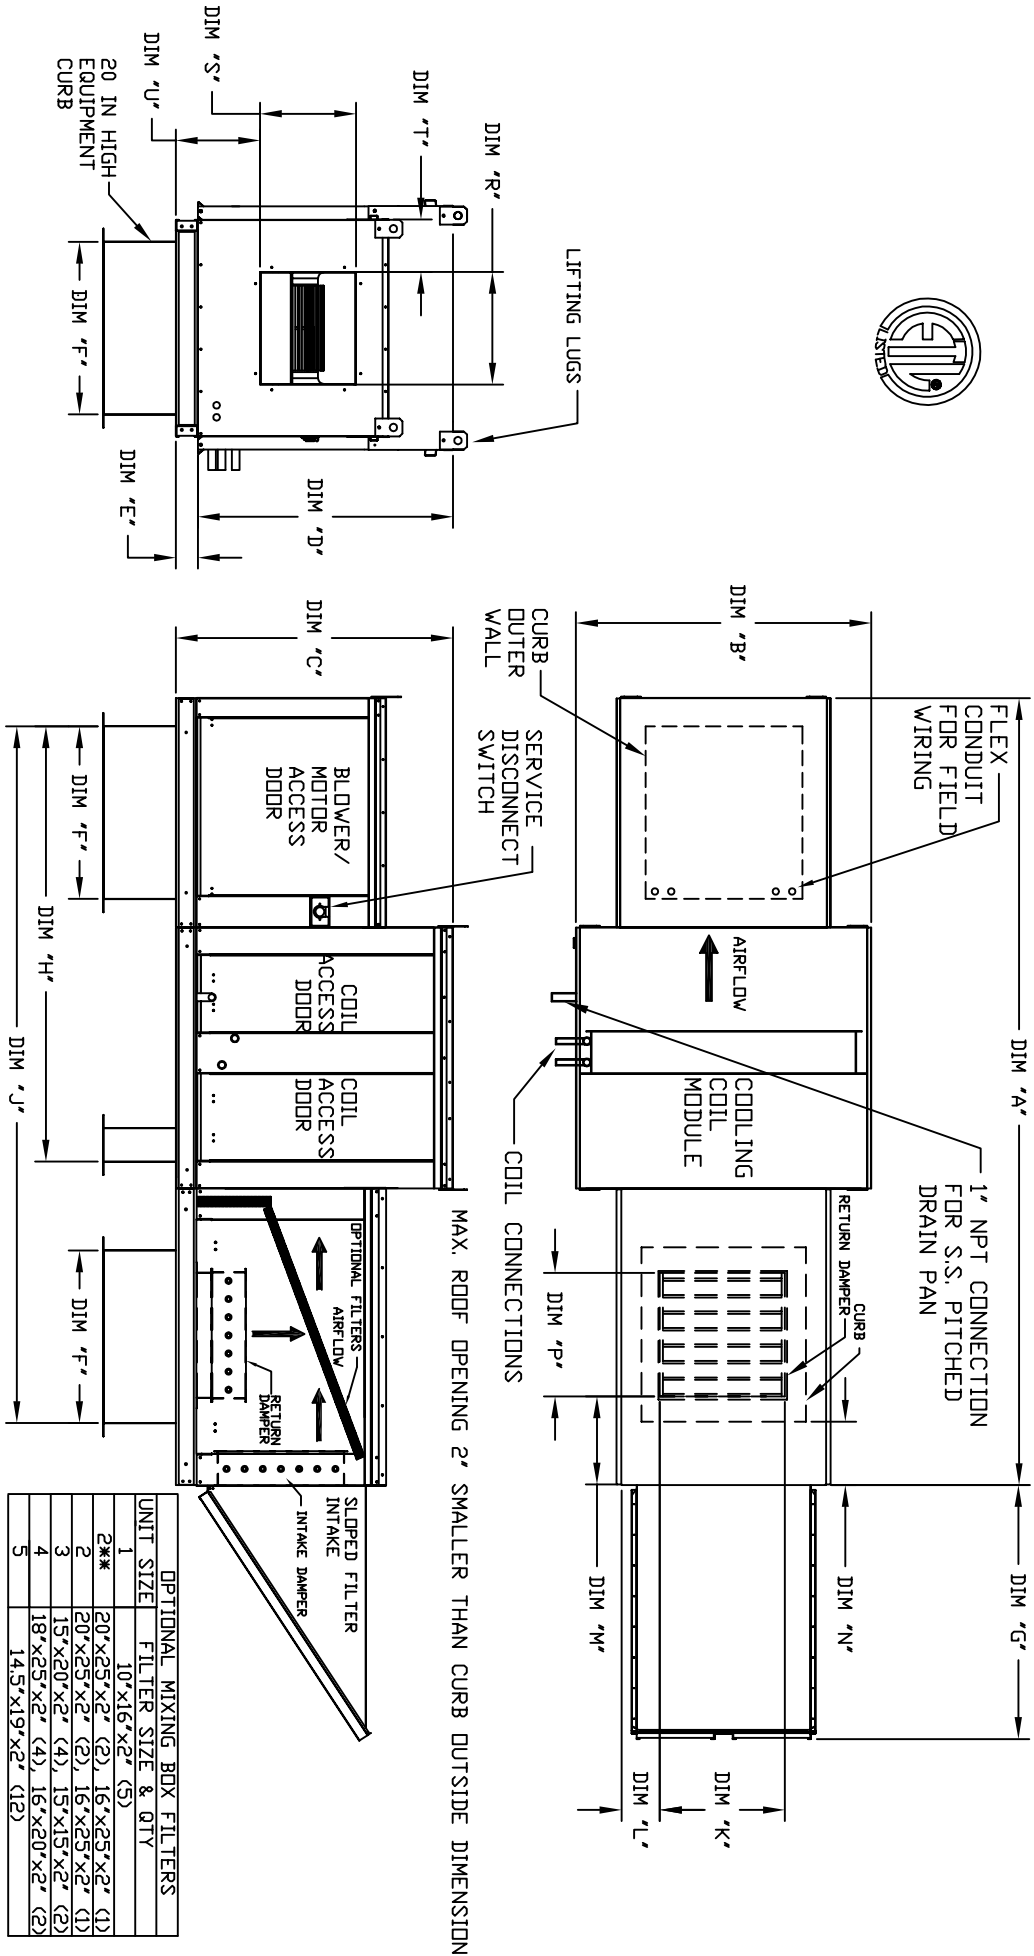 LISTED
DIM "A"
DIM "G"
FLEX
CONDUIT
FOR FIELD
WIRING
1" NPT CONNECTION
FOR S.S. PITCHED
DRAIN PAN
DIM "B"
AIRFLOW
COOLING
COIL
MODULE
RETURN DAMPER
CURB
DIM "N"
DIM "K"
DIM "L"
DIM "M"
DIM "P"
CURB
OUTER
WALL
COIL CONNECTIONS
LIFTING LUGS
SERVICE
DISCONNECT
SWITCH
MAX. ROOF OPENING 2" SMALLER THAN CURB OUTSIDE DIMENSION
DIM "R"
DIM "T"
DIM "S"
DIM "U"
20 IN HIGH
EQUIPMENT
CURB
DIM "F"
DIM "D"
DIM "E"
DIM "C"
BLOWER/
MOTOR
ACCESS
DOOR
COIL
ACCESS
DOOR
COIL
ACCESS
DOOR
OPTIONAL FILTERS
AIRFLOW
RETURN
DAMPER
SLOPED FILTER
INTAKE
INTAKE DAMPER
DIM "F"
DIM "H"
DIM "F"
DIM "J"
OPTIONAL MIXING BOX FILTERS
UNIT SIZE FILTER SIZE & QTY
1 10"x16"x2" (5)
2** 20"x25"x2" (2), 16"x25"x2" (1)
2 20"x25"x2" (2), 16"x25"x2" (1)
3 15"x20"x2" (4), 15"x15"x2" (2)
4 18"x25"x2" (4), 16"x20"x2" (2)
5 14.5"x19"x2" (12)